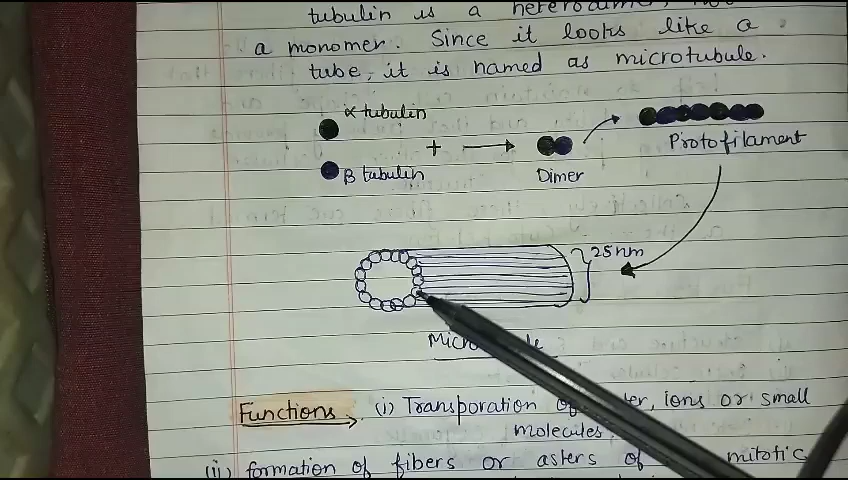 tubulin is a
a monomer. Since it looks like a
tube, it is named as microtubule.
α tubulin
+
β tubulin
Dimer
Protofilament
25nm
Functions (i) Transporation ions or small
molecules.
(ii) formation of fibers or asters of mitotic